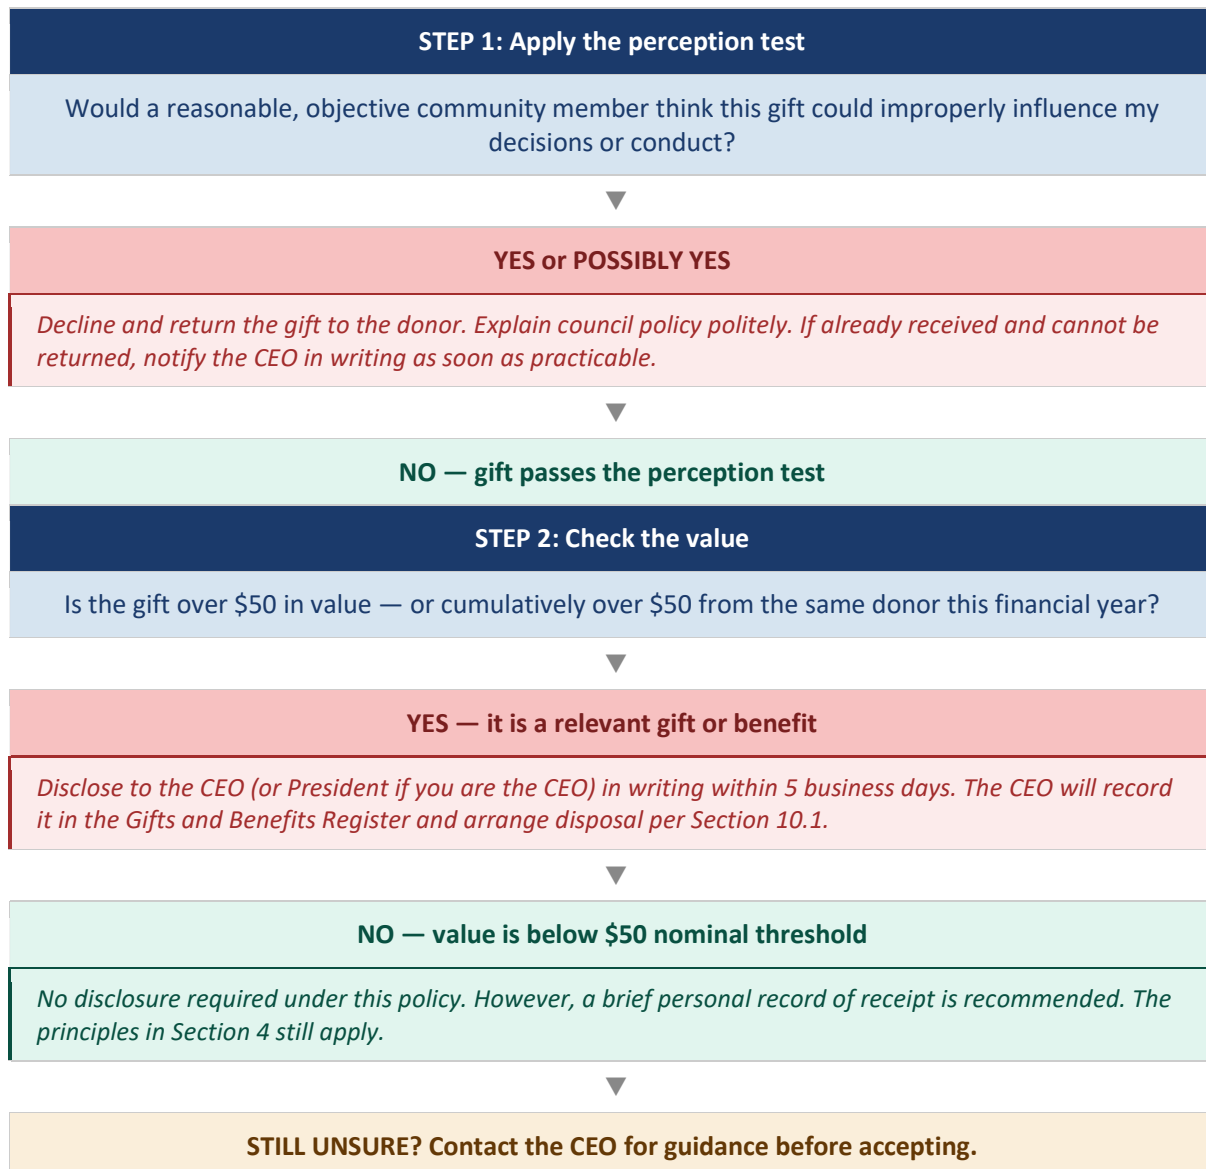 STEP 1: Apply the perception test
Would a reasonable, objective community member think this gift could improperly influence my
decisions or conduct?
YES or POSSIBLY YES
Decline and return the gift to the donor. Explain council policy politely. If already received and cannot be
returned, notify the CEO in writing as soon as practicable.
NO — gift passes the perception test
STEP 2: Check the value
Is the gift over $50 in value — or cumulatively over $50 from the same donor this financial year?
YES — it is a relevant gift or benefit
Disclose to the CEO (or President if you are the CEO) in writing within 5 business days. The CEO will record
it in the Gifts and Benefits Register and arrange disposal per Section 10.1.
NO — value is below $50 nominal threshold
No disclosure required under this policy. However, a brief personal record of receipt is recommended. The
principles in Section 4 still apply.
STILL UNSURE? Contact the CEO for guidance before accepting.